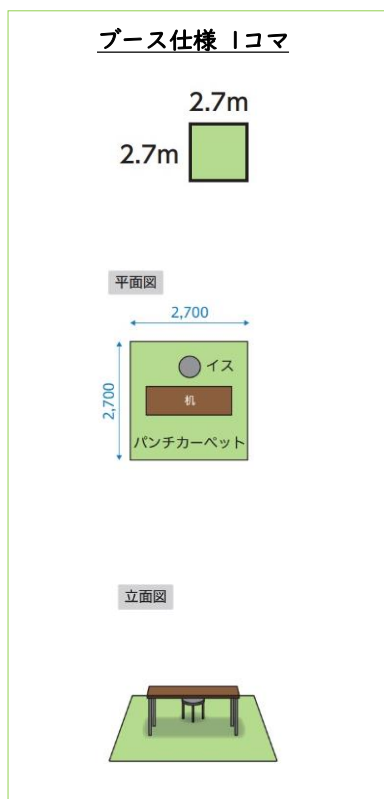 ブース仕様 1コマ
2.7m
2.7m
平面図
2,700
2,700
イス
机
パンチカーペット
立面図